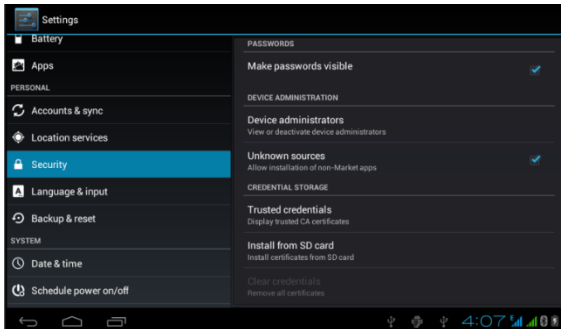 Settings
Battery
Apps
PERSONAL
Accounts & sync
Location services
Security
Language & input
Backup & reset
SYSTEM
Date & time
Schedule power on/off
PASSWORDS
Make passwords visible
DEVICE ADMINISTRATION
Device administrators
View or deactivate device administrators
Unknown sources
Allow installation of non-Market apps
CREDENTIAL STORAGE
Trusted credentials
Display trusted CA certificates
Install from SD card
Install certificates from SD card
Clear credentials
Remove all certificates
4:07